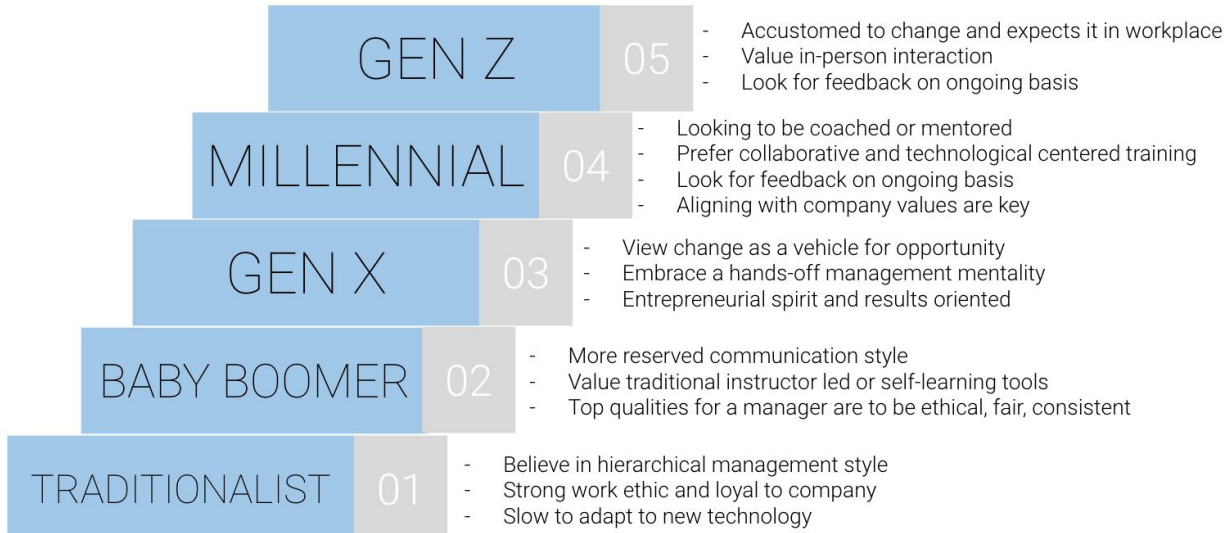 GEN Z
05
- Accustomed to change and expects it in workplace
- Value in-person interaction
- Look for feedback on ongoing basis
MILLENNIAL
04
- Looking to be coached or mentored
- Prefer collaborative and technological centered training
- Look for feedback on ongoing basis
- Aligning with company values are key
GEN X
03
- View change as a vehicle for opportunity
- Embrace a hands-off management mentality
- Entrepreneurial spirit and results oriented
BABY BOOMER
02
- More reserved communication style
- Value traditional instructor led or self-learning tools
- Top qualities for a manager are to be ethical, fair, consistent
TRADITIONALIST
01
- Believe in hierarchical management style
- Strong work ethic and loyal to company
- Slow to adapt to new technology